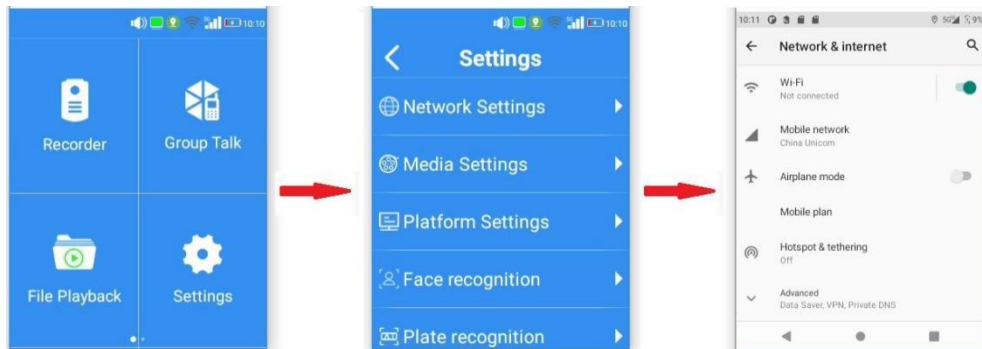 10:10
Recorder
Group Talk
File Playback
Settings
10:10
Settings
Network Settings
Media Settings
Platform Settings
Face recognition
Plate recognition
10:11
5G 9%
Network & internet
Wi-Fi
Not connected
Mobile network
China Unicom
Airplane mode
Mobile plan
Hotspot & tethering
Off
Advanced
Data Saver, VPN, Private DNS